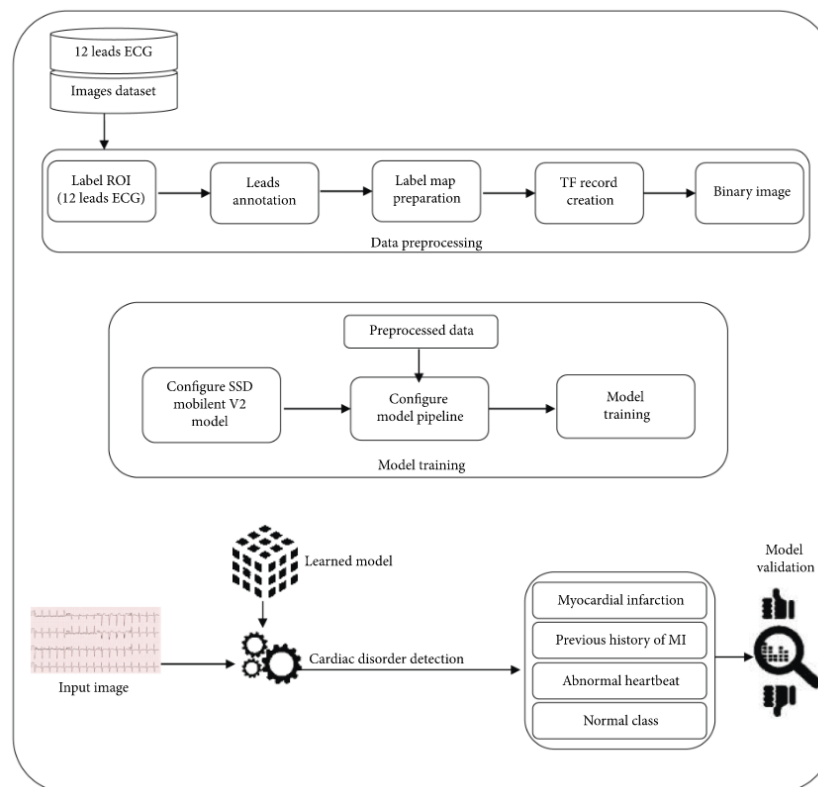 12 leads ECG
Images dataset
Label ROI
(12 leads ECG)
Leads
annotation
Label map
preparation
TF record
creation
Binary image
Data preprocessing
Preprocessed data
Configure SSD
mobilent V2
model
Configure
model pipeline
Model
training
Model training
Learned model
Model
validation
Input image
Cardiac disorder detection
Myocardial infarction
Previous history of MI
Abnormal heartbeat
Normal class